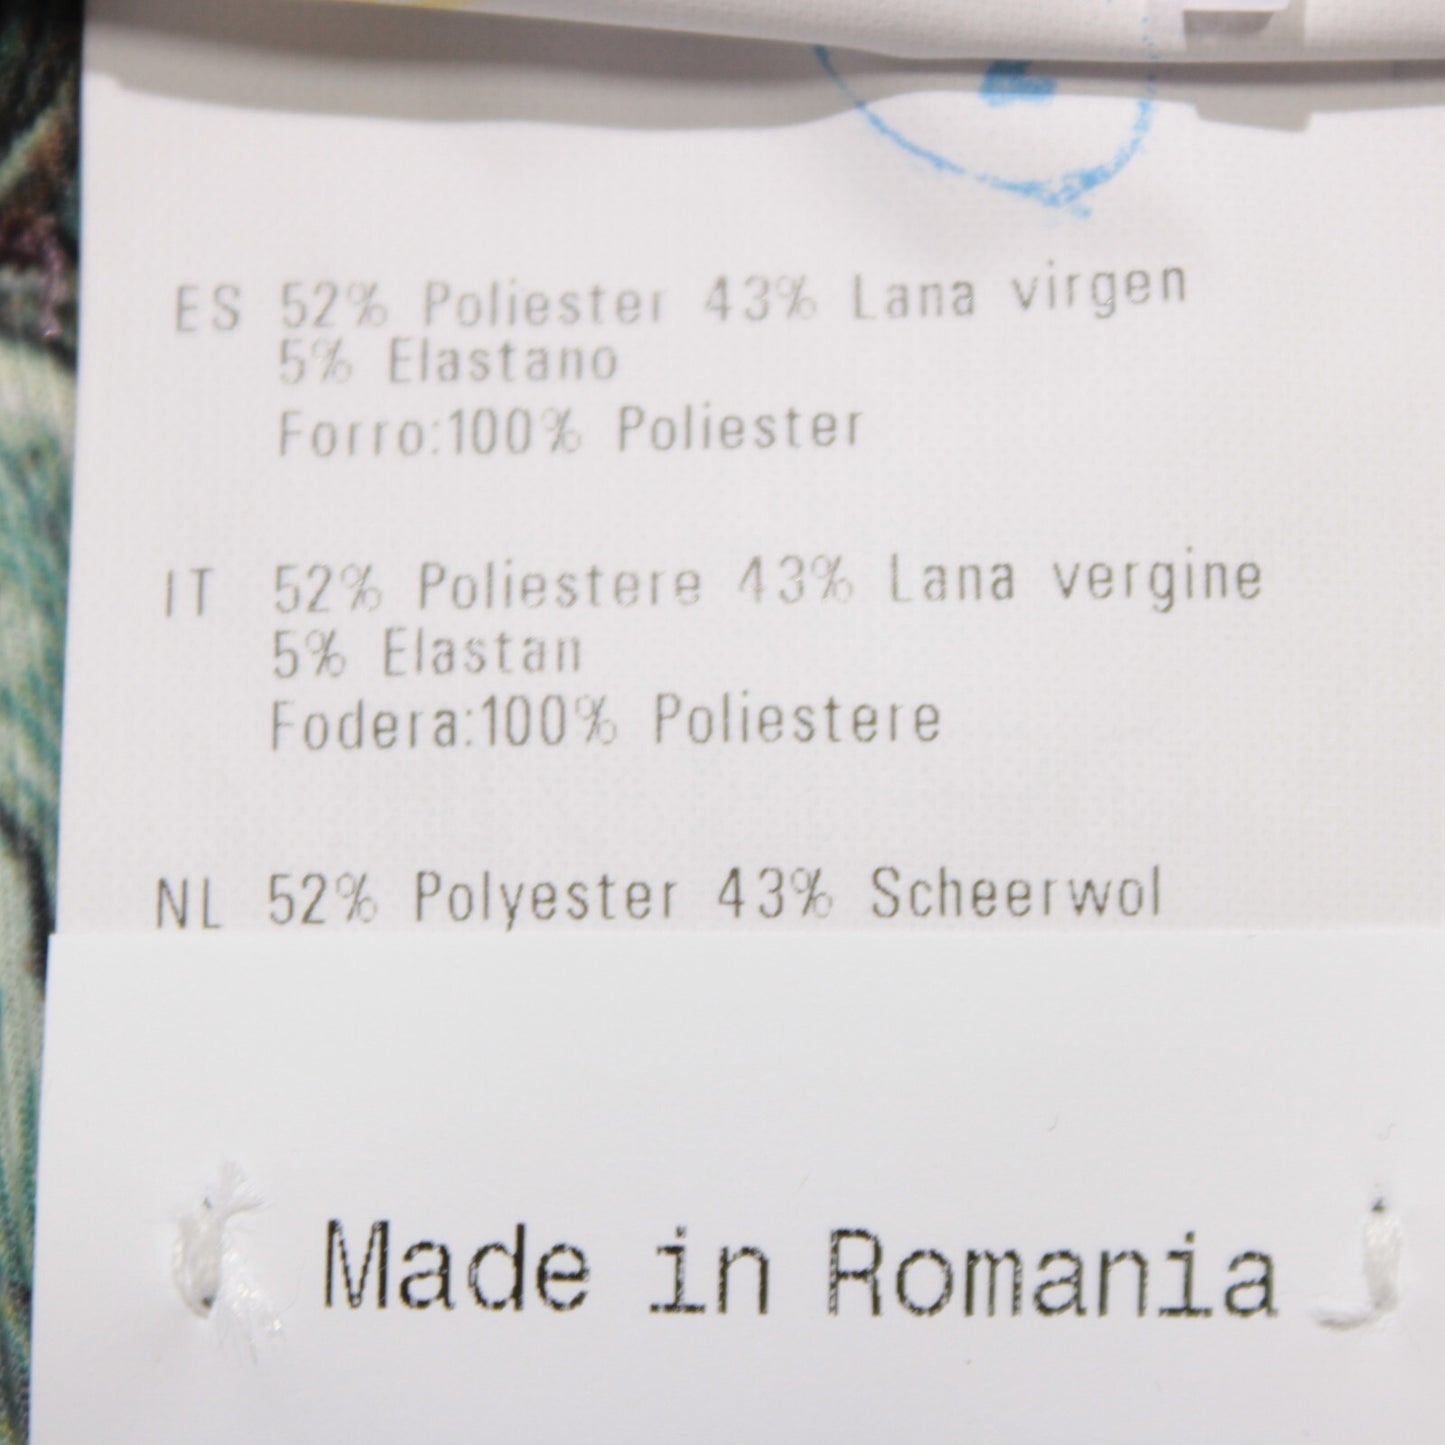 ES 52% Poliester 43% Lana virgen
5% Elastano
Forro:100% Poliester
IT 52% Poliestere 43% Lana vergine
5% Elastan
Fodera:100% Poliestere
NL 52% Polyester 43% Scheerwol
Made in Romania